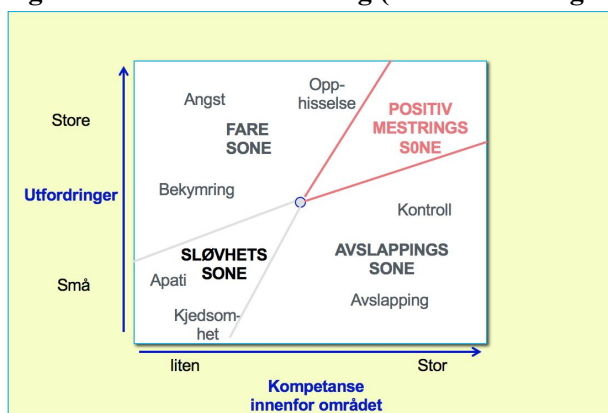 Store
Utfordringer
Små
Angst
Opp-
hisselse
FARE
SONE
POSITIV
MESTRINGS
S0NE
Bekymring
Kontroll
SLØVHETS
SONE
AVSLAPPINGS
SONE
Apati
Avslapping
Kjedsom-
het
liten
Stor
Kompetanse
innenfor området